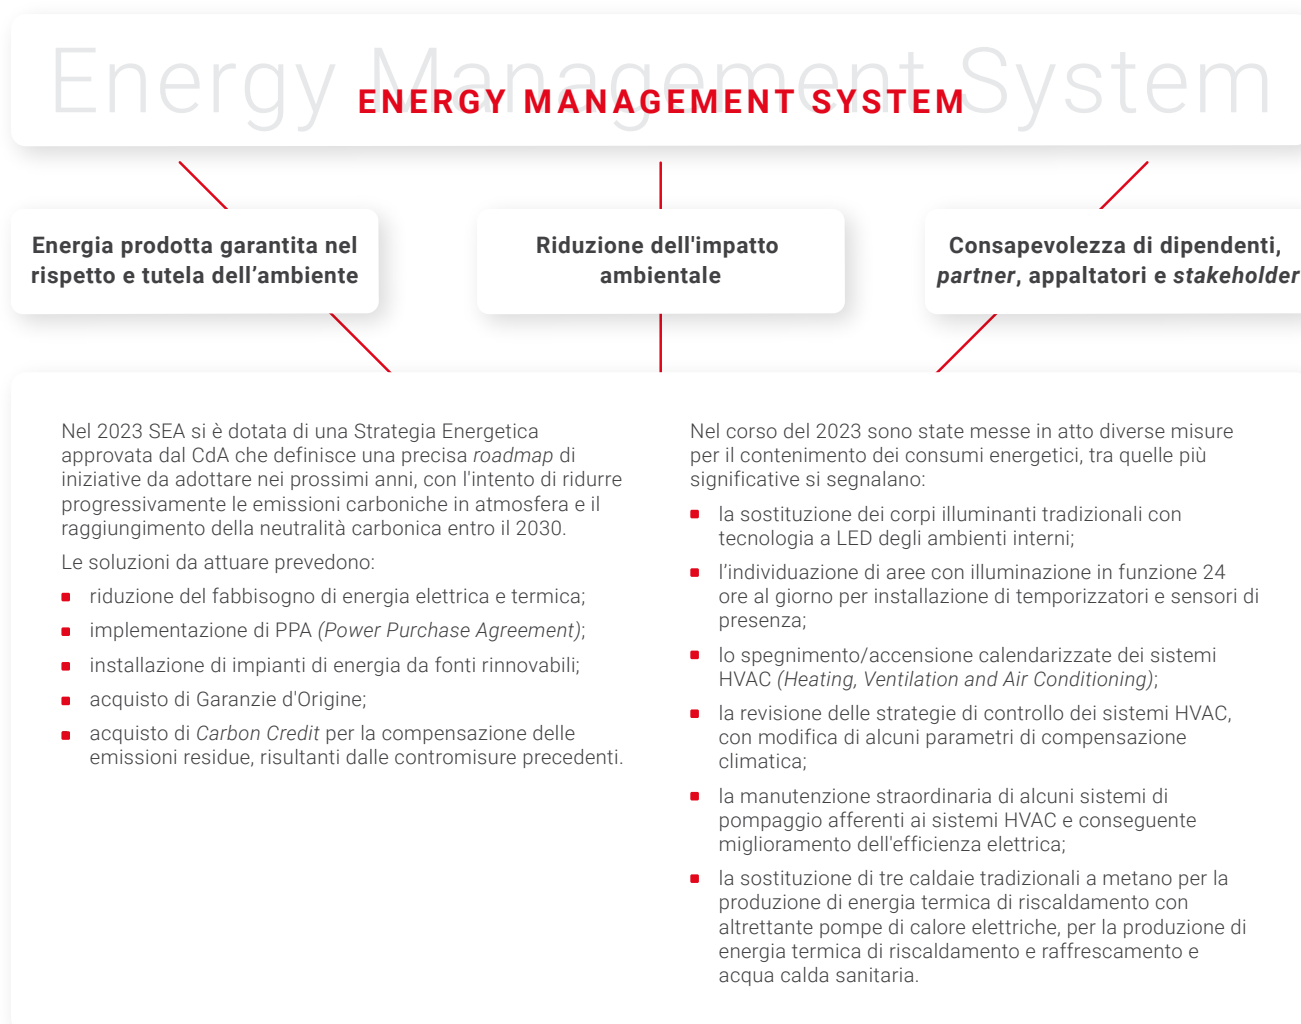 Energy Management System
ENERGY MANAGEMENT SYSTEM
Energia prodotta garantita nel
rispetto e tutela dell’ambiente
Riduzione dell'impatto
ambientale
Consapevolezza di dipendenti,
partner, appaltatori e stakeholder
Nel 2023 SEA si è dotata di una Strategia Energetica
approvata dal CdA che definisce una precisa roadmap di
iniziative da adottare nei prossimi anni, con l'intento di ridurre
progressivamente le emissioni carboniche in atmosfera e il
raggiungimento della neutralità carbonica entro il 2030.
Le soluzioni da attuare prevedono:
riduzione del fabbisogno di energia elettrica e termica;
implementazione di PPA (Power Purchase Agreement);
installazione di impianti di energia da fonti rinnovabili;
acquisto di Garanzie d'Origine;
acquisto di Carbon Credit per la compensazione delle
emissioni residue, risultanti dalle contromisure precedenti.
Nel corso del 2023 sono state messe in atto diverse misure
per il contenimento dei consumi energetici, tra quelle più
significative si segnalano:
la sostituzione dei corpi illuminanti tradizionali con
tecnologia a LED degli ambienti interni;
l’individuazione di aree con illuminazione in funzione 24
ore al giorno per installazione di temporizzatori e sensori di
presenza;
lo spegnimento/accensione calendarizzate dei sistemi
HVAC (Heating, Ventilation and Air Conditioning);
la revisione delle strategie di controllo dei sistemi HVAC,
con modifica di alcuni parametri di compensazione
climatica;
la manutenzione straordinaria di alcuni sistemi di
pompaggio afferenti ai sistemi HVAC e conseguente
miglioramento dell'efficienza elettrica;
la sostituzione di tre caldaie tradizionali a metano per la
produzione di energia termica di riscaldamento con
altrettante pompe di calore elettriche, per la produzione di
energia termica di riscaldamento e raffrescamento e
acqua calda sanitaria.